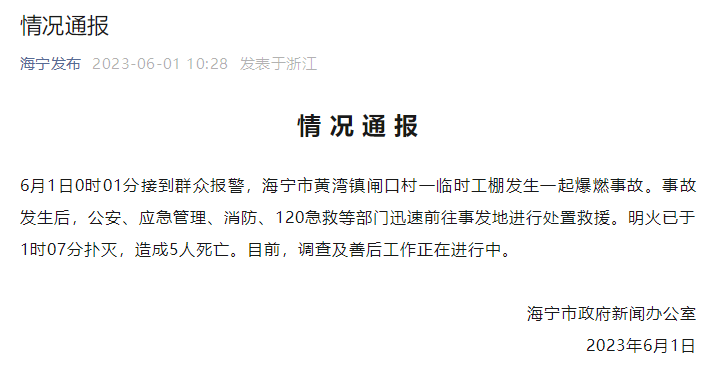 情况通报
海宁发布 2023-06-01 10:28 发表于浙江
情 况 通 报
6月1日0时01分接到群众报警，海宁市黄湾镇闸口村一临时工棚发生一起爆燃事故。事故
发生后，公安、应急管理、消防、120急救等部门迅速前往事发地进行处置救援。明火已于
1时07分扑灭，造成5人死亡。目前，调查及善后工作正在进行中。
海宁市政府新闻办公室
2023年6月1日